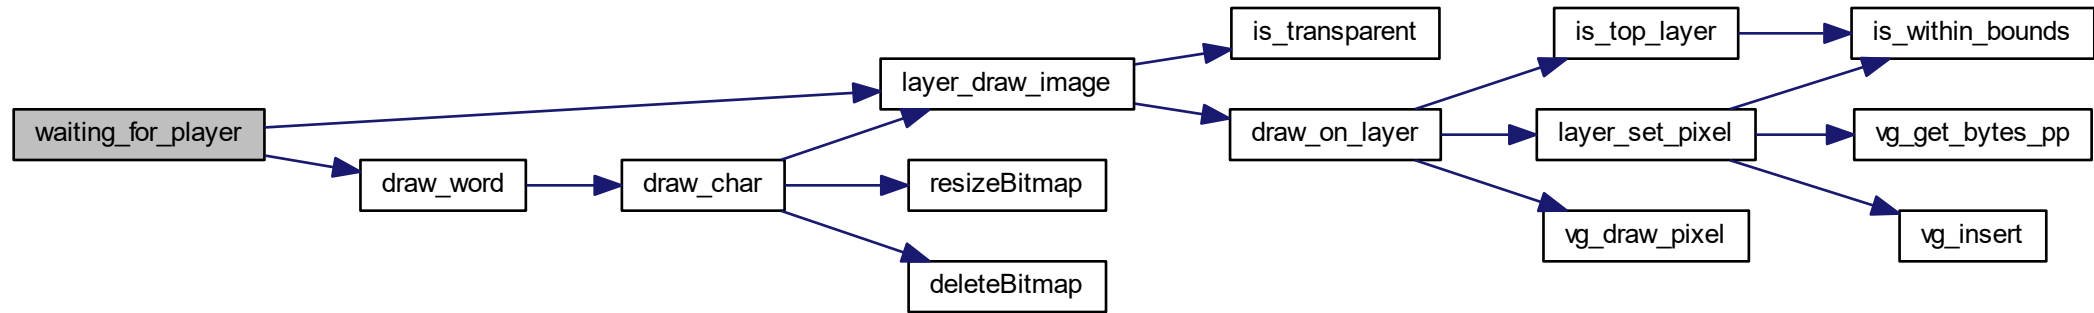 waiting_for_player
draw_word
draw_char
layer_draw_image
resizeBitmap
deleteBitmap
is_transparent
draw_on_layer
is_top_layer
layer_set_pixel
vg_draw_pixel
is_within_bounds
vg_get_bytes_pp
vg_insert